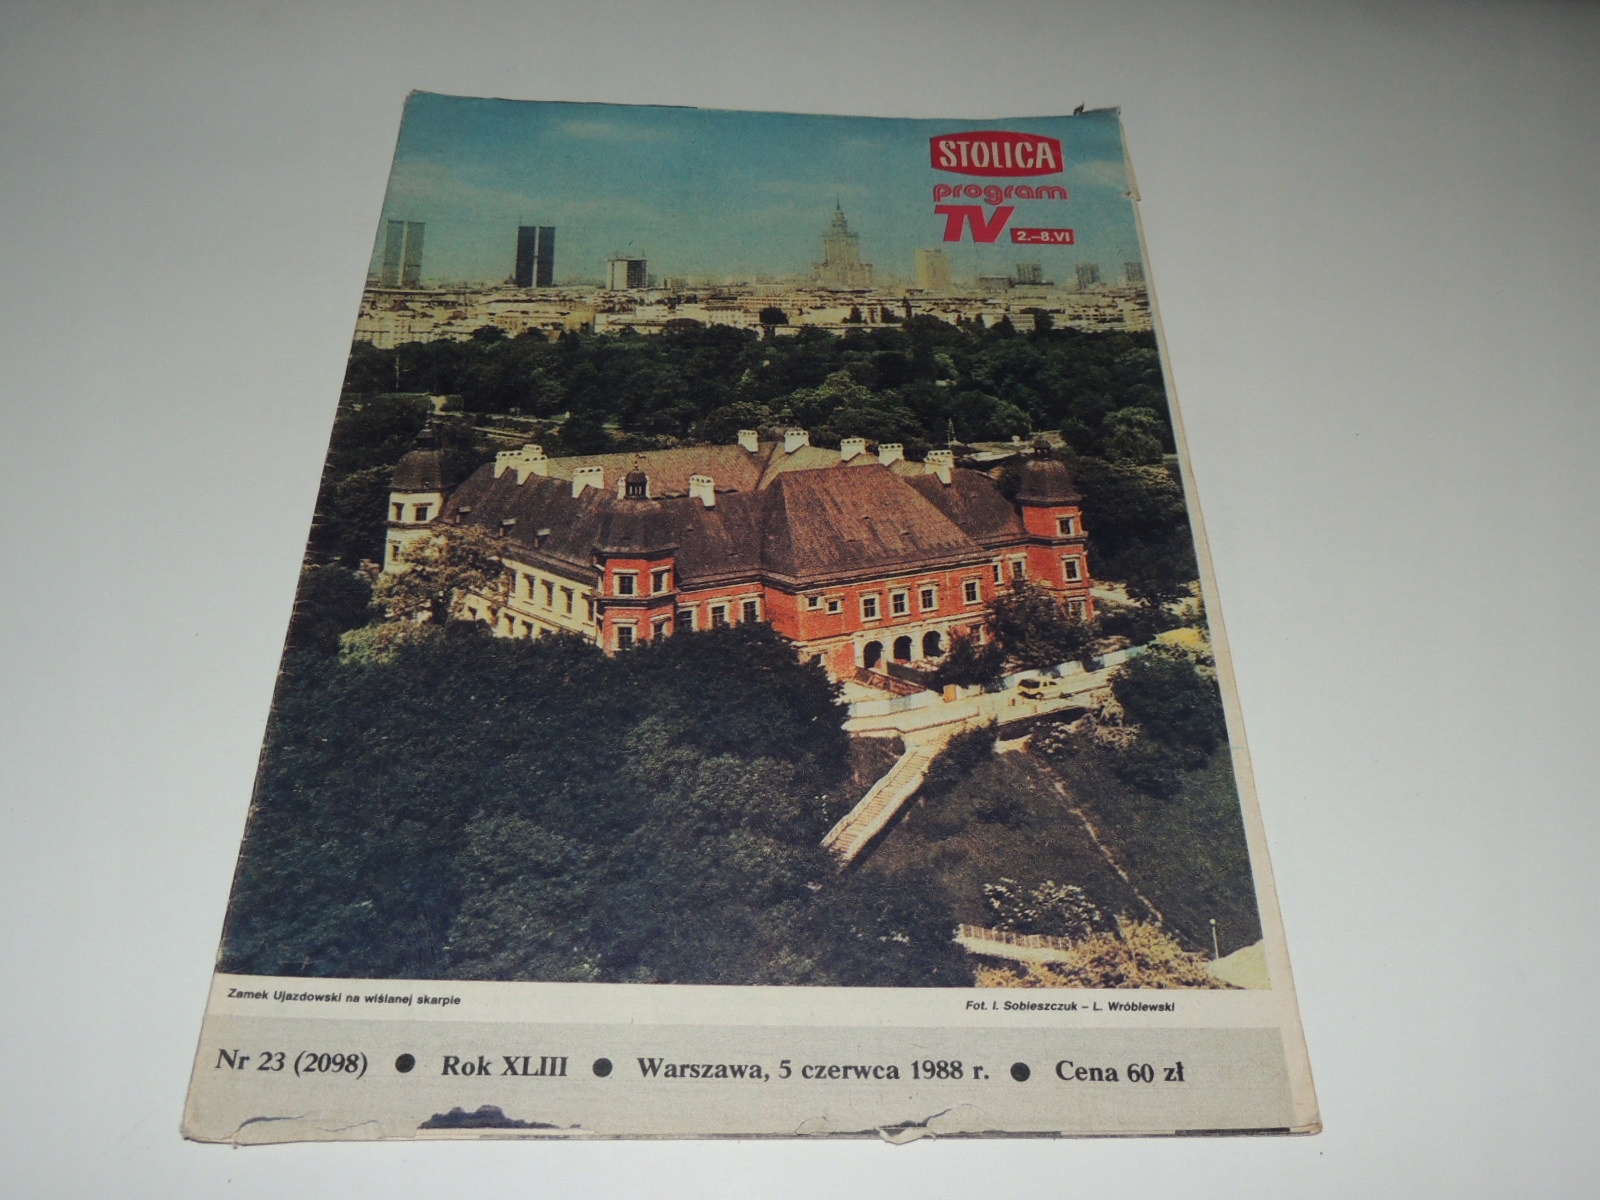 STOLICA
program
TV 2.–8.VI
Zamek Ujazdowski na wiślanej skarpie
Fot. I. Sobieszczuk – L. Wróblewski
Nr 23 (2098) ● Rok XLIII ● Warszawa, 5 czerwca 1988 r. ● Cena 60 zł